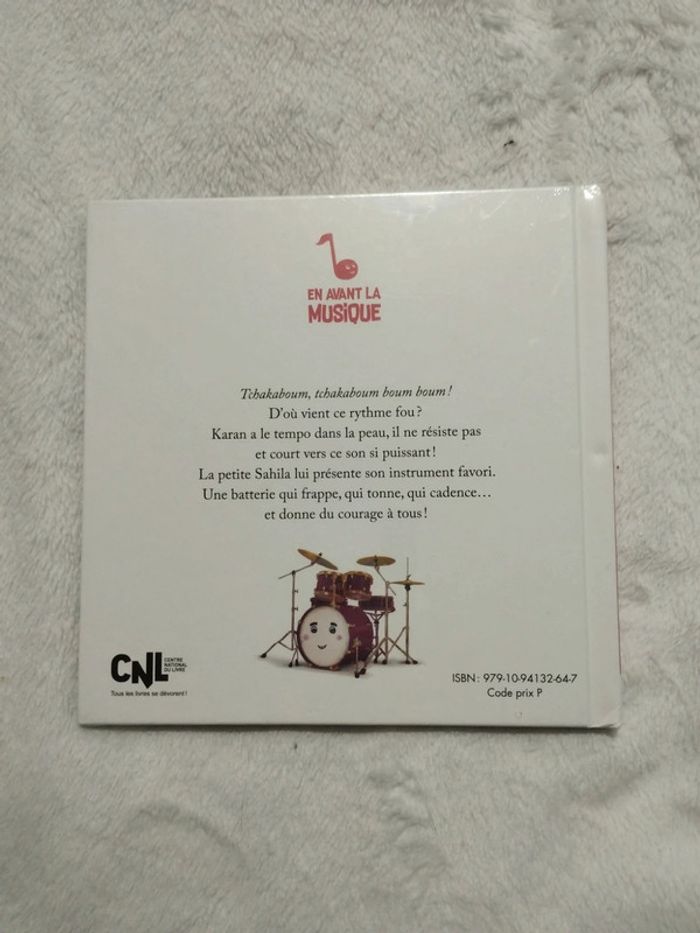 EN AVANT LA
MUSiQUE
Tchakaboum, tchakaboum boum boum !
D'où vient ce rythme fou ?
Karan a le tempo dans la peau, il ne résiste pas
et court vers ce son si puissant !
La petite Sahila lui présente son instrument favori.
Une batterie qui frappe, qui tonne, qui cadence…
et donne du courage à tous !
CNL
CENTRE
NATIONAL
DU LIVRE
Tous les livres se dévorent !
ISBN : 979-10-94132-64-7
Code prix P